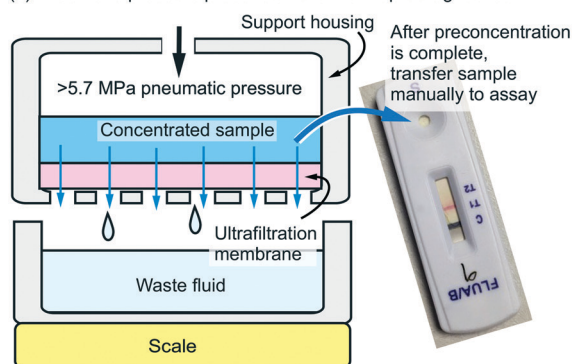 Support housing
After preconcentration
is complete,
transfer sample
manually to assay
>5.7 MPa pneumatic pressure
Concentrated sample
Ultrafiltration
membrane
Waste fluid
Scale
S
T2
T1
C
FLUA/B